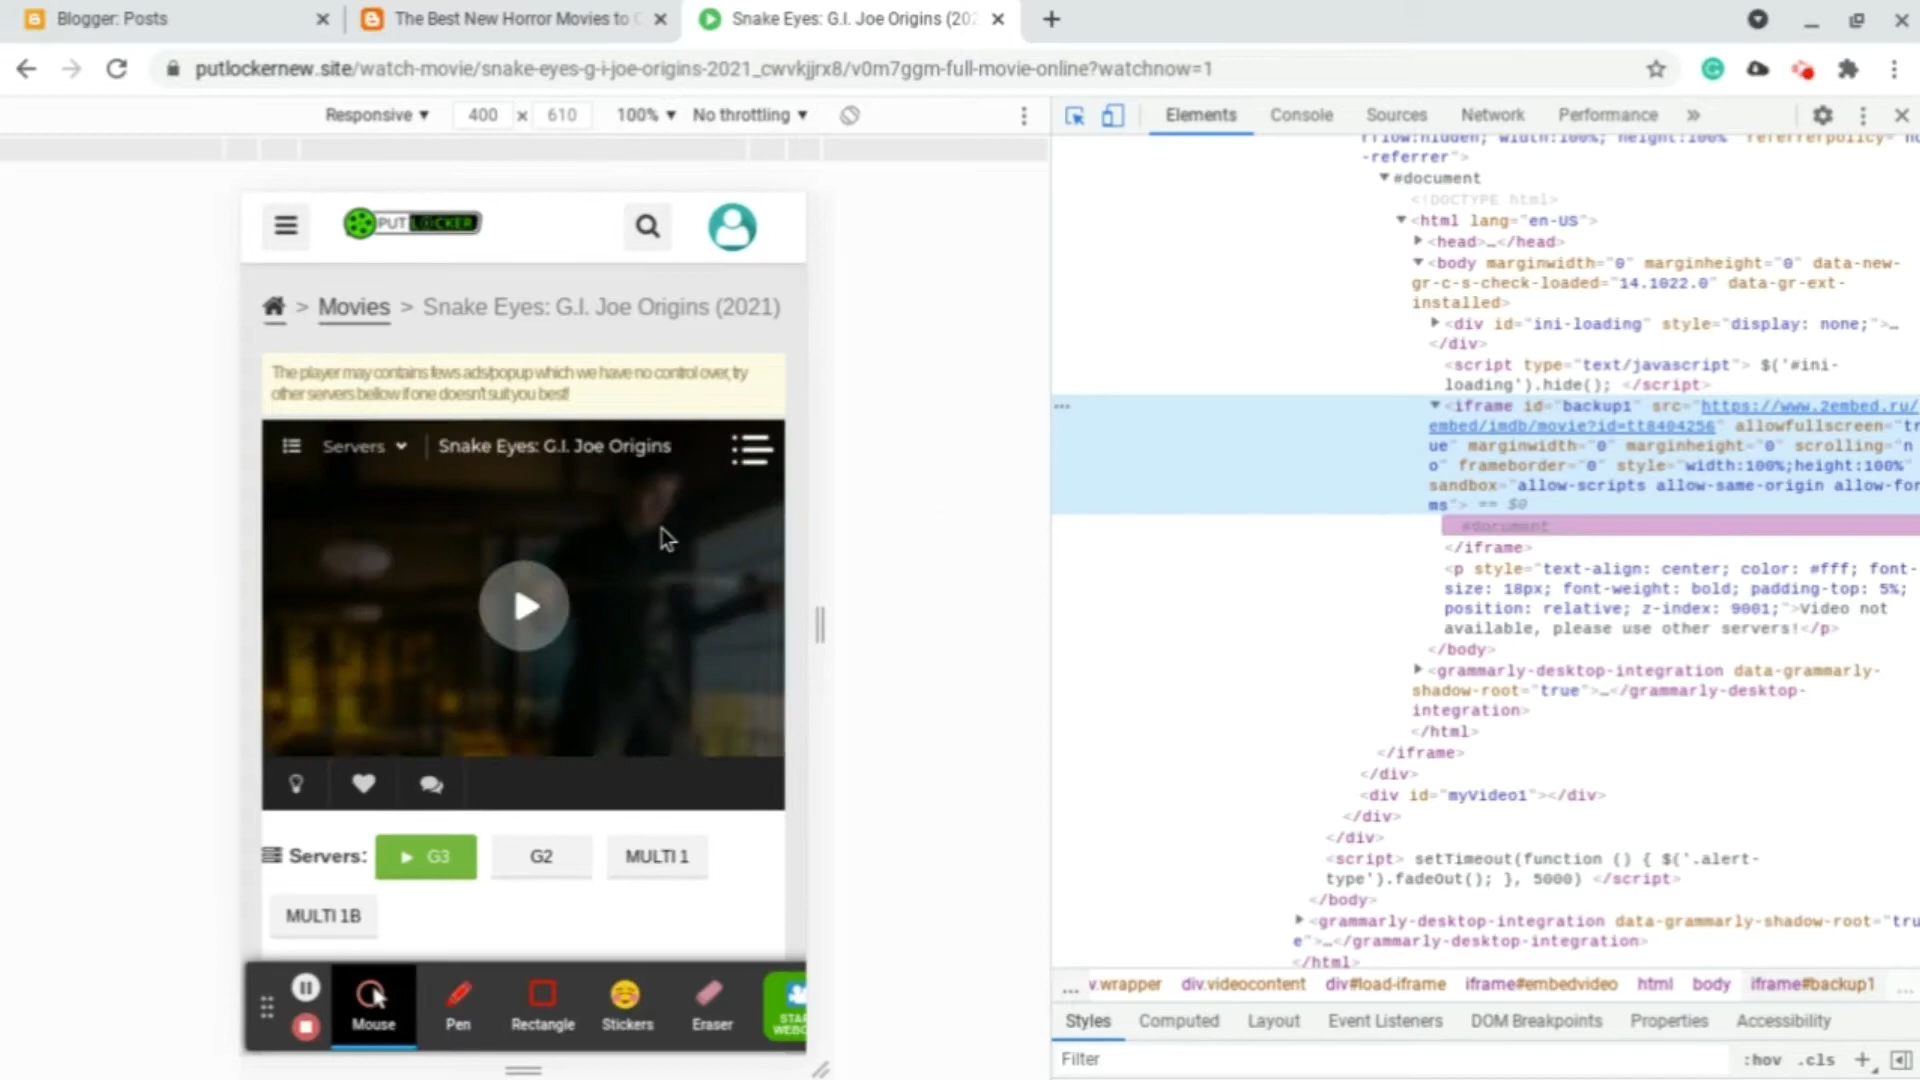 Blogger: Posts
The Best New Horror Movies to
Snake Eyes: G.I. Joe Origins (202
putlockernew.site/watch-movie/snake-eyes-g-i-joe-origins-2021_cwvkjjrx8/v0m7ggm-full-movie-online?watchnow=1
Responsive 400 x 610 100% No throttling
Elements Console Sources Network Performance »
PUTLOCKER
> Movies > Snake Eyes: G.I. Joe Origins (2021)
The player may contains fews ads/popup which we have no control over, try
other servers bellow if one doesn't suit you best!
Servers Snake Eyes: G.I. Joe Origins
Servers: G3 G2 MULTI 1
MULTI 1B
Mouse Pen Rectangle Stickers Eraser
rflow:hidden; width:100%; height:100%" referrerpolicy="no
-referrer">
#document
<!DOCTYPE html>
<html lang="en-US">
<head>…</head>
<body marginwidth="0" marginheight="0" data-new-
gr-c-s-check-loaded="14.1022.0" data-gr-ext-
installed>
<div id="ini-loading" style="display: none;">…
</div>
<script type="text/javascript"> $('#ini-
loading').hide(); </script>
<iframe id="backup1" src="https://www.2embed.ru/
embed/imdb/movie?id=tt8404256" allowfullscreen="tr
ue" marginwidth="0" marginheight="0" scrolling="n
o" frameborder="0" style="width:100%;height:100%"
sandbox="allow-scripts allow-same-origin allow-for
ms"> == $0
#document
</iframe>
<p style="text-align: center; color: #fff; font-
size: 18px; font-weight: bold; padding-top: 5%;
position: relative; z-index: 9001;">Video not
available, please use other servers!</p>
</body>
<grammarly-desktop-integration data-grammarly-
shadow-root="true">…</grammarly-desktop-
integration>
</html>
</iframe>
</div>
<div id="myVideo1"></div>
</div>
</div>
<script> setTimeout(function () { $('.alert-
type').fadeOut(); }, 5000) </script>
</body>
<grammarly-desktop-integration data-grammarly-shadow-root="tru
e">…</grammarly-desktop-integration>
</html>
… v.wrapper div.videocontent div#load-iframe iframe#embedvideo html body iframe#backup1 …
Styles Computed Layout Event Listeners DOM Breakpoints Properties Accessibility
Filter :hov .cls +